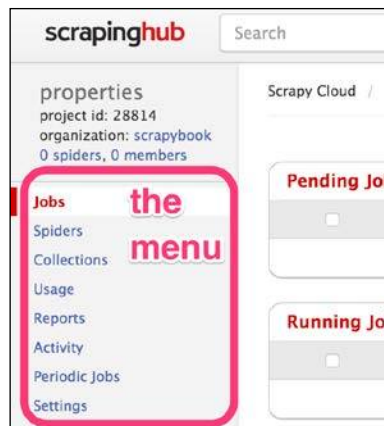 scrapinghub
Search
properties
project id: 28814
organization: scrapybook
0 spiders, 0 members
Jobs
Spiders
Collections
Usage
Reports
Activity
Periodic Jobs
Settings
the
menu
Scrapy Cloud /
Pending Jo
Running Jo